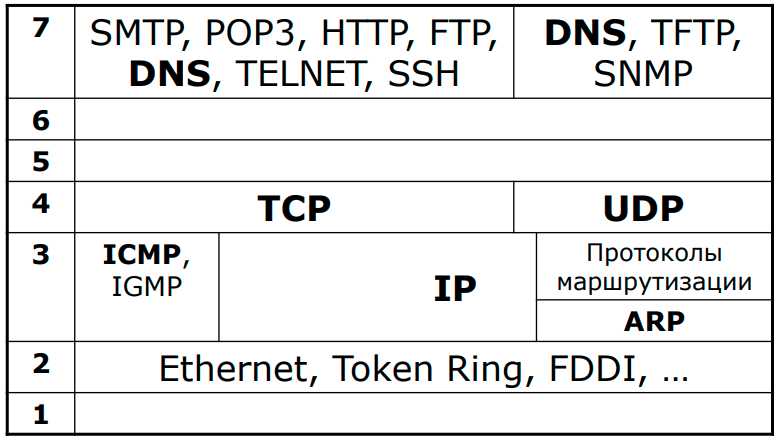 7
SMTP, POP3, HTTP, FTP,
DNS, TELNET, SSH
DNS, TFTP,
SNMP
6
5
4
TCP
UDP
3
ICMP,
IGMP
IP
Протоколы
маршрутизации
ARP
2
Ethernet, Token Ring, FDDI, ...
1